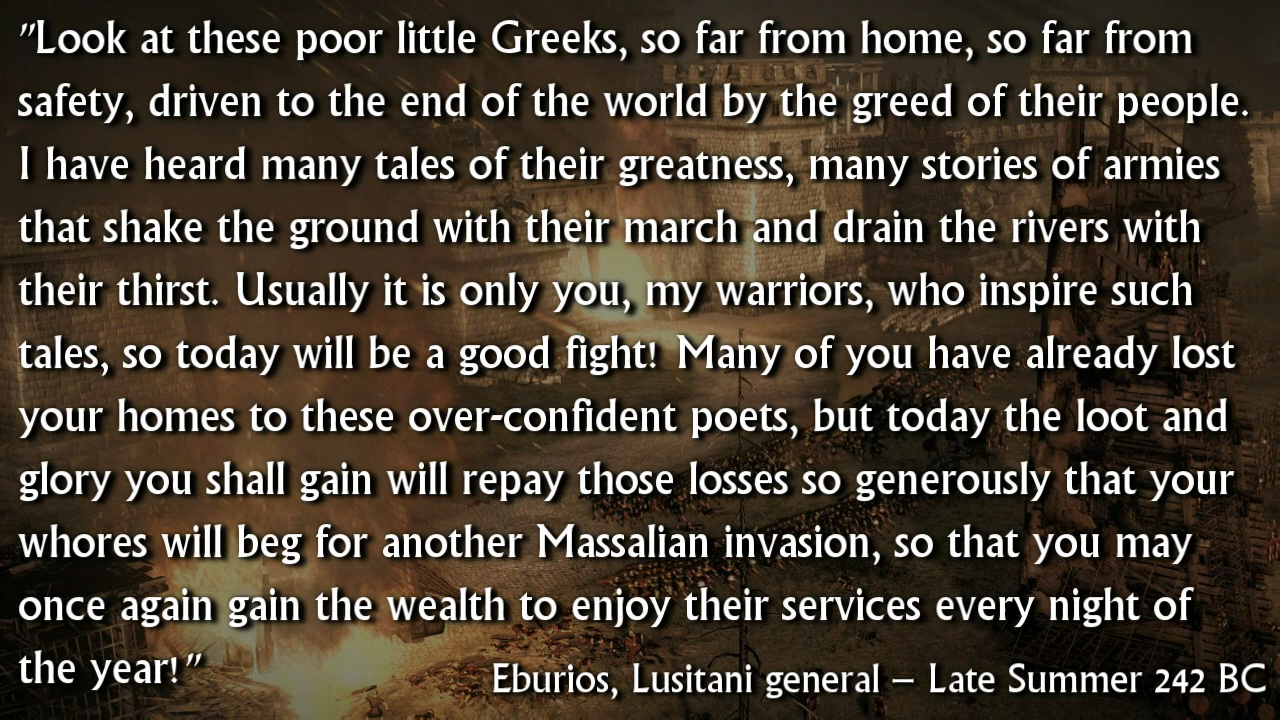 "Look at these poor little Greeks, so far from home, so far from
safety, driven to the end of the world by the greed of their people.
I have heard many tales of their greatness, many stories of armies
that shake the ground with their march and drain the rivers with
their thirst. Usually it is only you, my warriors, who inspire such
tales, so today will be a good fight! Many of you have already lost
your homes to these over-confident poets, but today the loot and
glory you shall gain will repay those losses so generously that your
whores will beg for another Massalian invasion, so that you may
once again gain the wealth to enjoy their services every night of
the year!"
Eburios, Lusitani general – Late Summer 242 BC